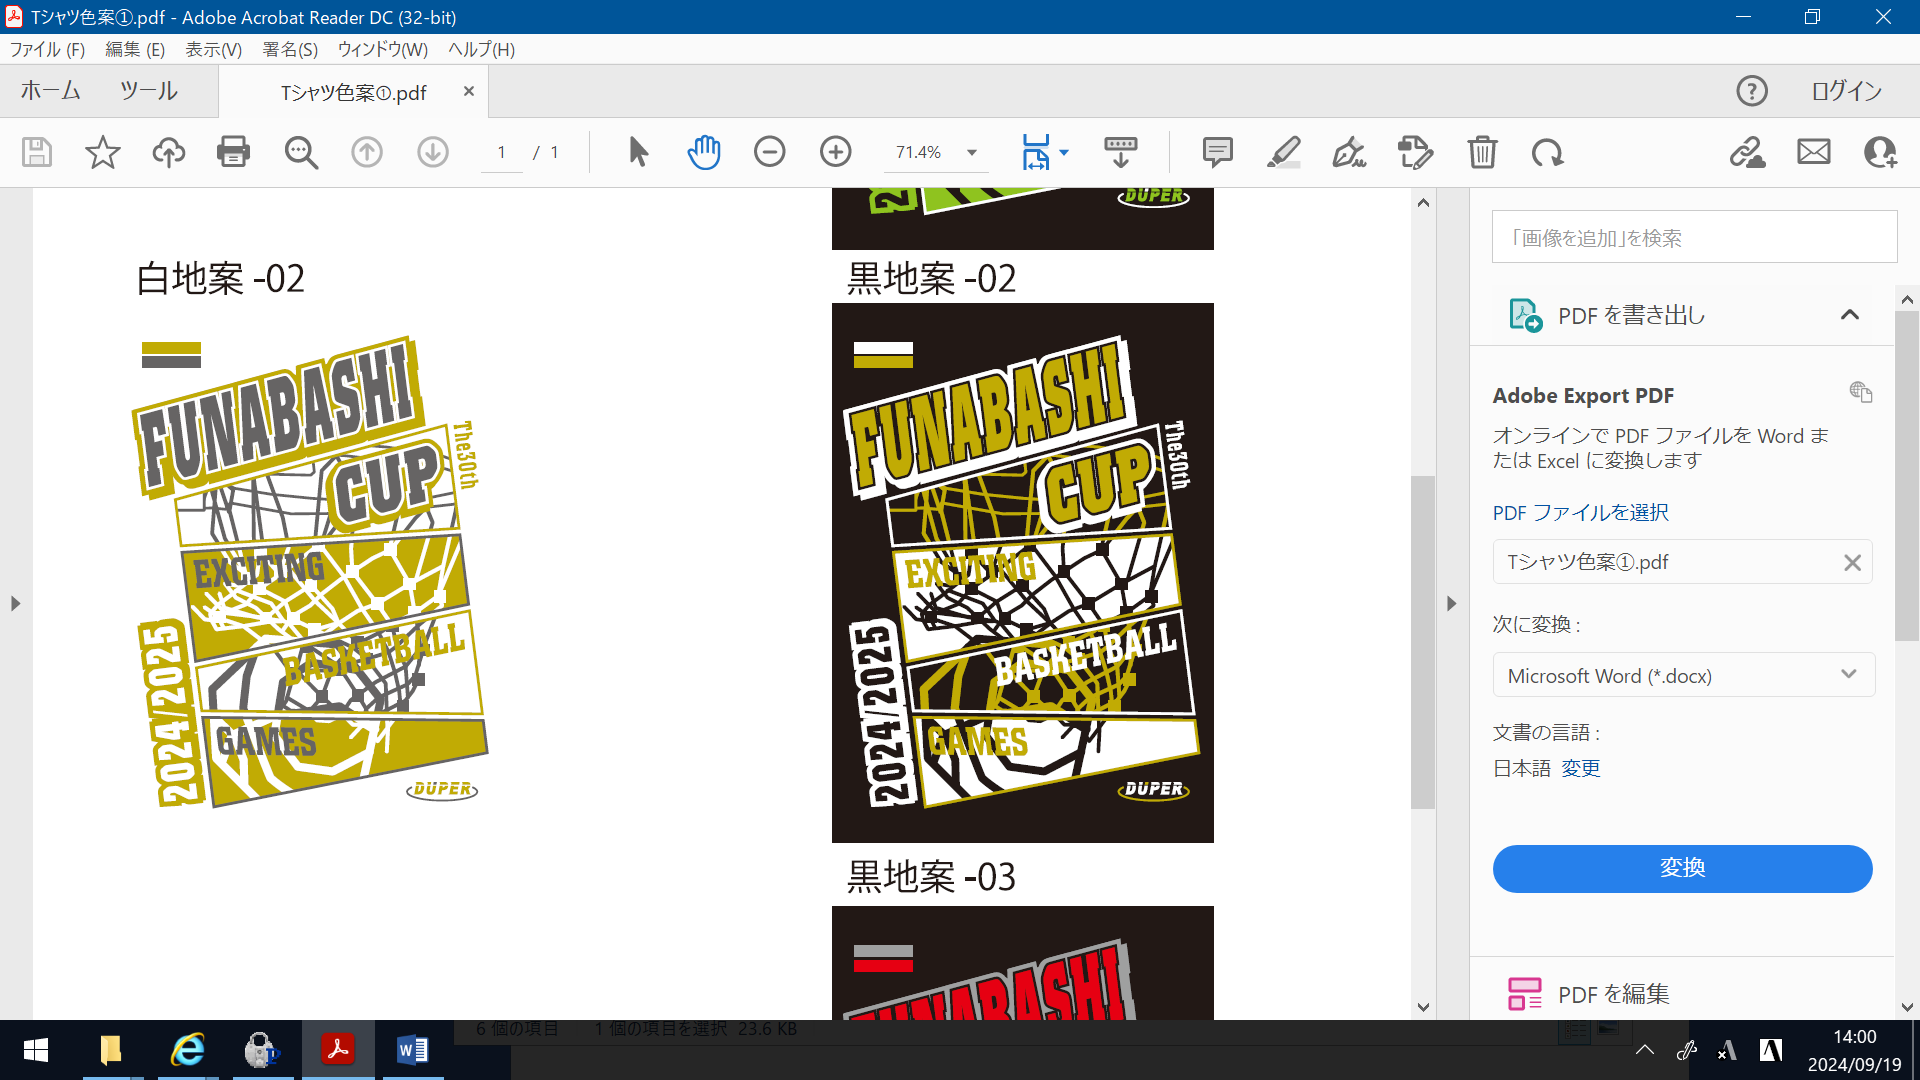 Tシャツ色案①.pdf - Adobe Acrobat Reader DC (32-bit)
ファイル (F) 編集 (E) 表示(V) 署名(S) ウィンドウ(W) ヘルプ(H)
ホーム ツール Tシャツ色案①.pdf × ログイン
1 / 1 71.4%
2 DUPER
白地案 -02
FUNABASHI
CUP
The30th
EXCITING
BASKETBALL
GAMES
2024/2025
DUPER
黒地案 -02
FUNABASHI
CUP
The30th
EXCITING
BASKETBALL
GAMES
2024/2025
DUPER
黒地案 -03
FUNABASHI
「画像を追加」を検索
PDF を書き出し
Adobe Export PDF
オンラインで PDF ファイルを Word ま
たは Excel に変換します
PDF ファイルを選択
Tシャツ色案①.pdf
次に変換 :
Microsoft Word (*.docx)
文書の言語 :
日本語 変更
変換
PDF を編集
6 個の項目 1 個の項目を選択 23.6 KB
14:00
2024/09/19